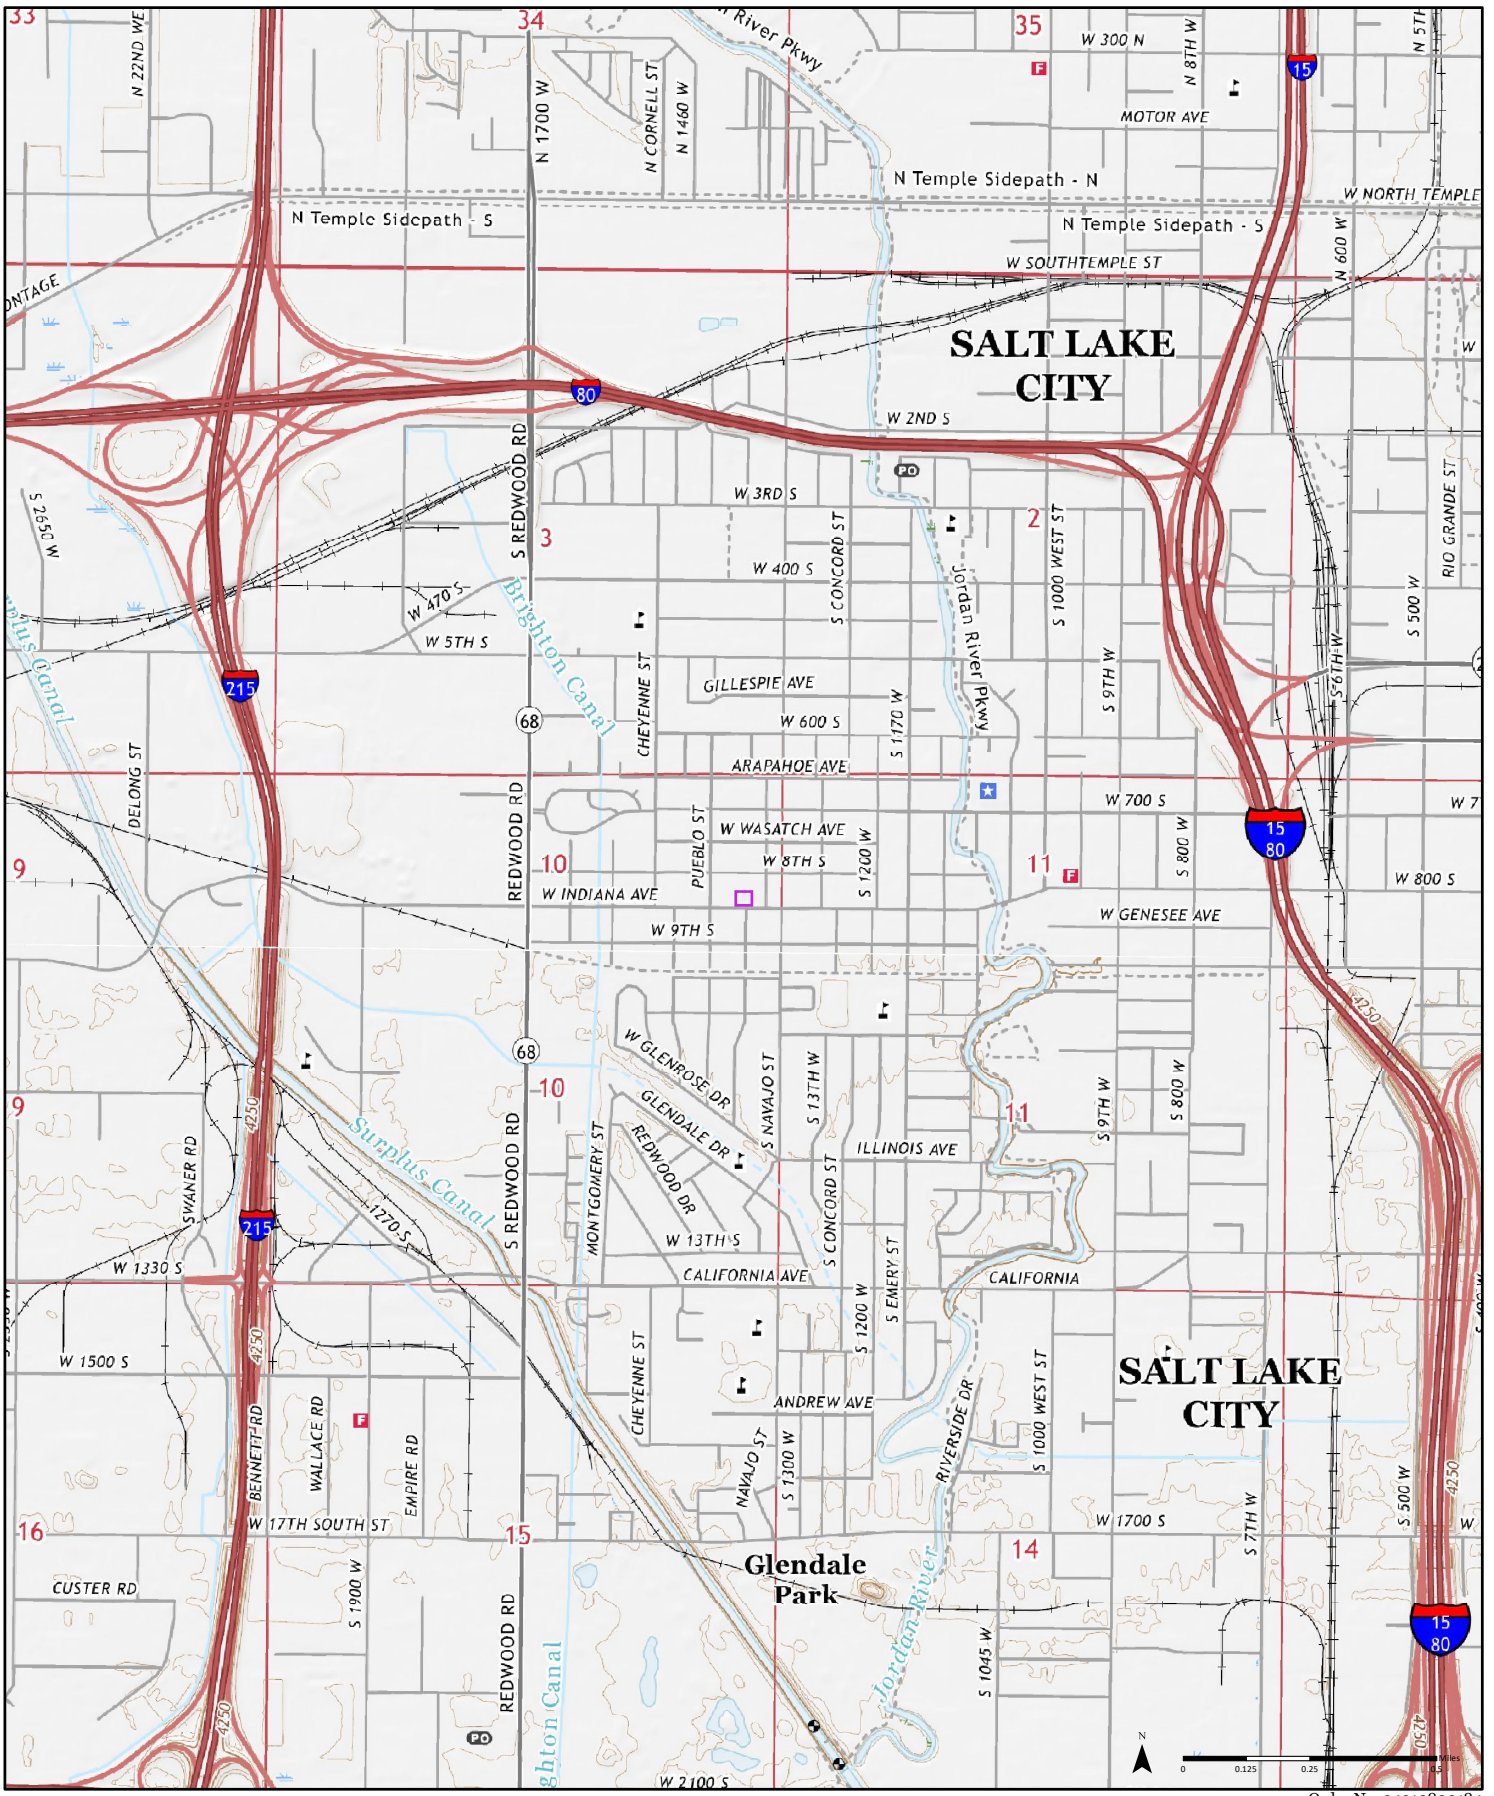 33
34
35
N 22ND WE
N 1700 W
N CORNELL ST
N 1460 W
River Pkwy
W 300 N
N 8TH W
N 5TH
F
15
MOTOR AVE
N Temple Sidepath - N
W NORTH TEMPLE
N Temple Sidepath - S
N Temple Sidepath - S
N 600 W
W SOUTHTEMPLE ST
ONTAGE
SALT LAKE
CITY
W
80
W 2ND S
PO
S REDWOOD RD
S 2650 W
W 3RD S
RIO GRANDE ST
3
2
S CONCORD ST
S 1000 WEST ST
W 400 S
Jordan River Pkwy
W 470 S
S 500 W
Brighton Canal
W 5TH S
rplus Canal
215
GILLESPIE AVE
CHEYENNE ST
S 9TH W
S 6TH W
68
W 600 S
S 1170 W
ARAPAHOE AVE
DELONG ST
REDWOOD RD
W 700 S
W 7
PUEBLO ST
W WASATCH AVE
S 1200 W
S 800 W
15
80
W 8TH S
9
10
11
F
W 800 S
W INDIANA AVE
W GENESEE AVE
W 9TH S
4250
68
W GLENROSE DR
S NAVAJO ST
S 13TH W
10
9
11
GLENDALE DR
S 9TH W
S 800 W
4250
Surplus Canal
S REDWOOD RD
MONTGOMERY ST
REDWOOD DR
ILLINOIS AVE
SWANER RD
S CONCORD ST
215
1270 S
W 13TH S
W 1330 S
CALIFORNIA AVE
S EMERY ST
CALIFORNIA
S 1200 W
4250
W 1500 S
CHEYENNE ST
SALT LAKE
CITY
S 1000 WEST ST
ANDREW AVE
BENNETT RD
WALLACE RD
F
EMPIRE RD
NAVAJO ST
S 1300 W
RIVERSIDE DR
4250
S 500 W
W 17TH SOUTH ST
W 1700 S
S 7TH W
W
16
15
14
Glendale
Park
CUSTER RD
S 1900 W
REDWOOD RD
Jordan River
15
80
S 1045 W
ghton Canal
4250
4250
PO
N
Miles
0
0.125
0.25
0.5
W 2100 S